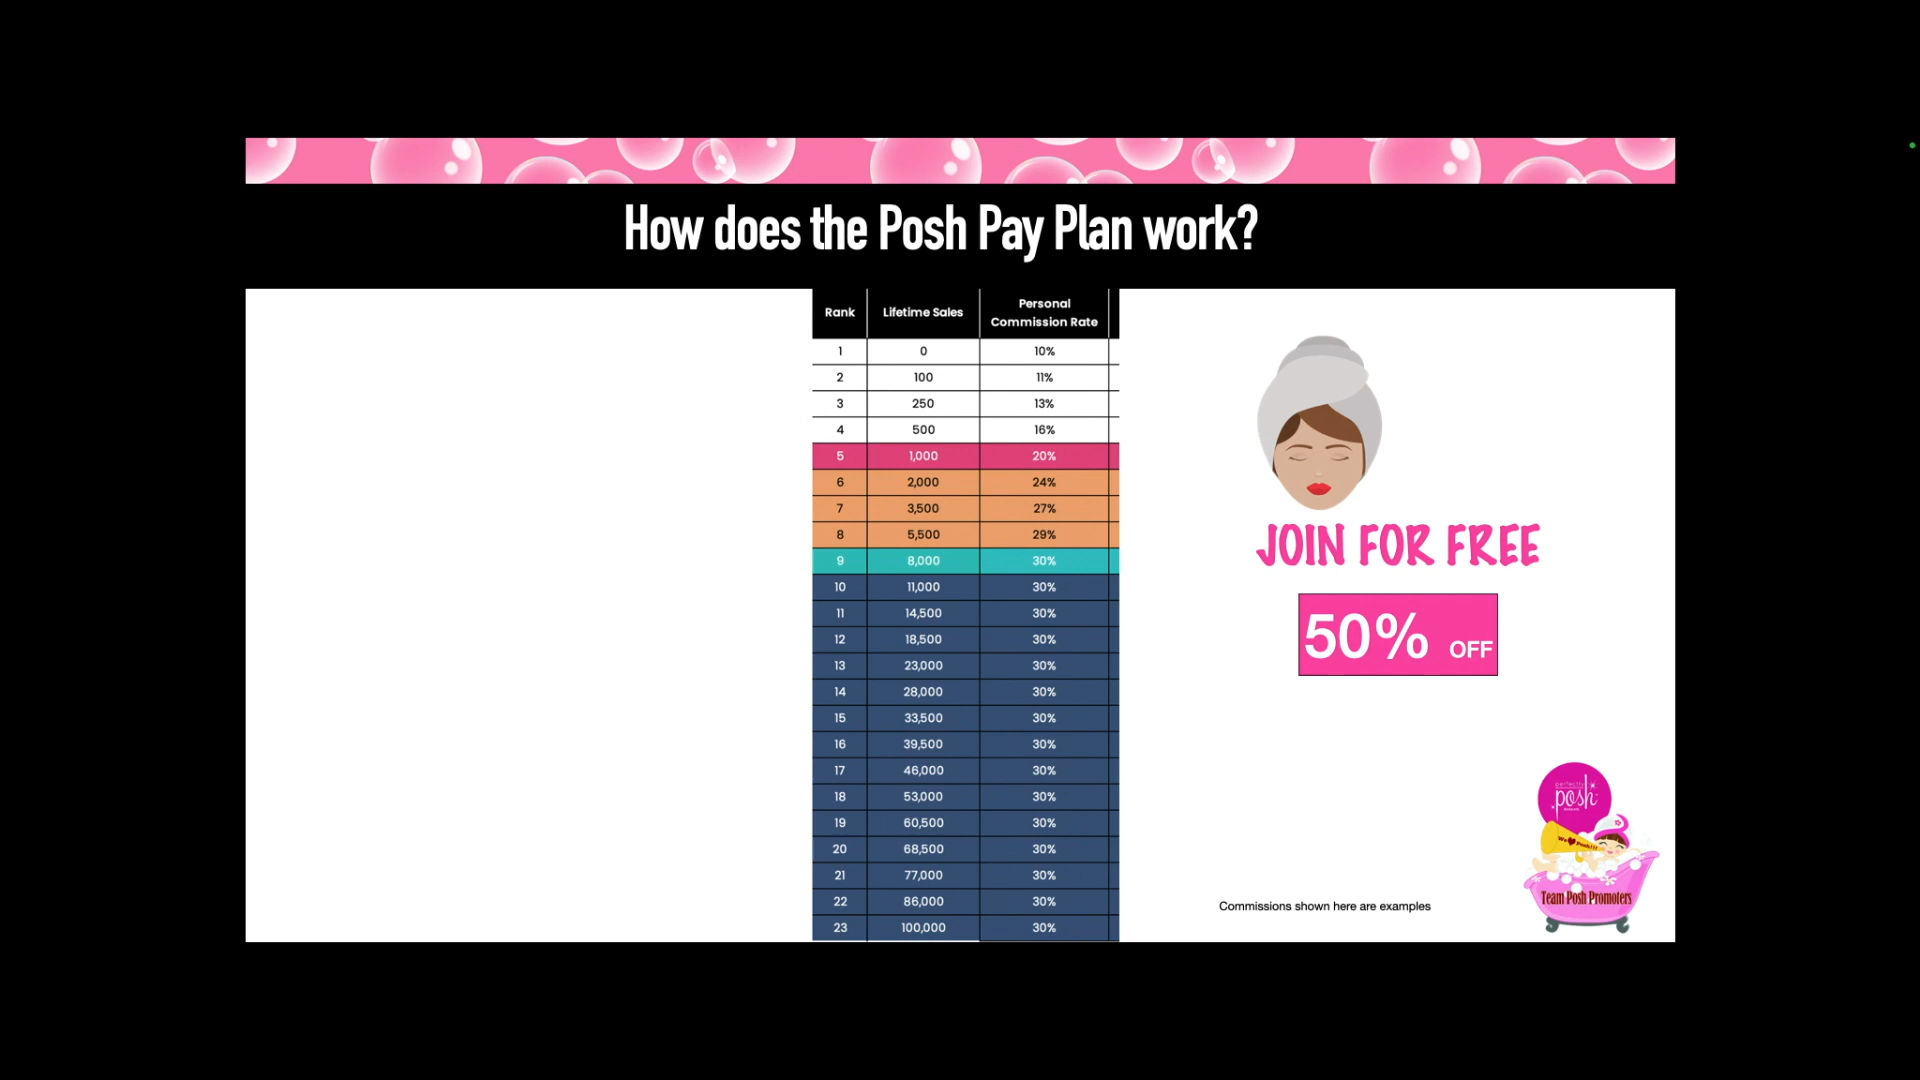 How does the Posh Pay Plan work?
Rank Lifetime Sales Personal Commission Rate
1 0 10%
2 100 11%
3 250 13%
4 500 16%
5 1,000 20%
6 2,000 24%
7 3,500 27%
8 5,500 29%
9 8,000 30%
10 11,000 30%
11 14,500 30%
12 18,500 30%
13 23,000 30%
14 28,000 30%
15 33,500 30%
16 39,500 30%
17 46,000 30%
18 53,000 30%
19 60,500 30%
20 68,500 30%
21 77,000 30%
22 86,000 30%
23 100,000 30%
JOIN FOR FREE
50% OFF
perfectly
posh
We Posh!!!
Team Posh Promoters
Commissions shown here are examples